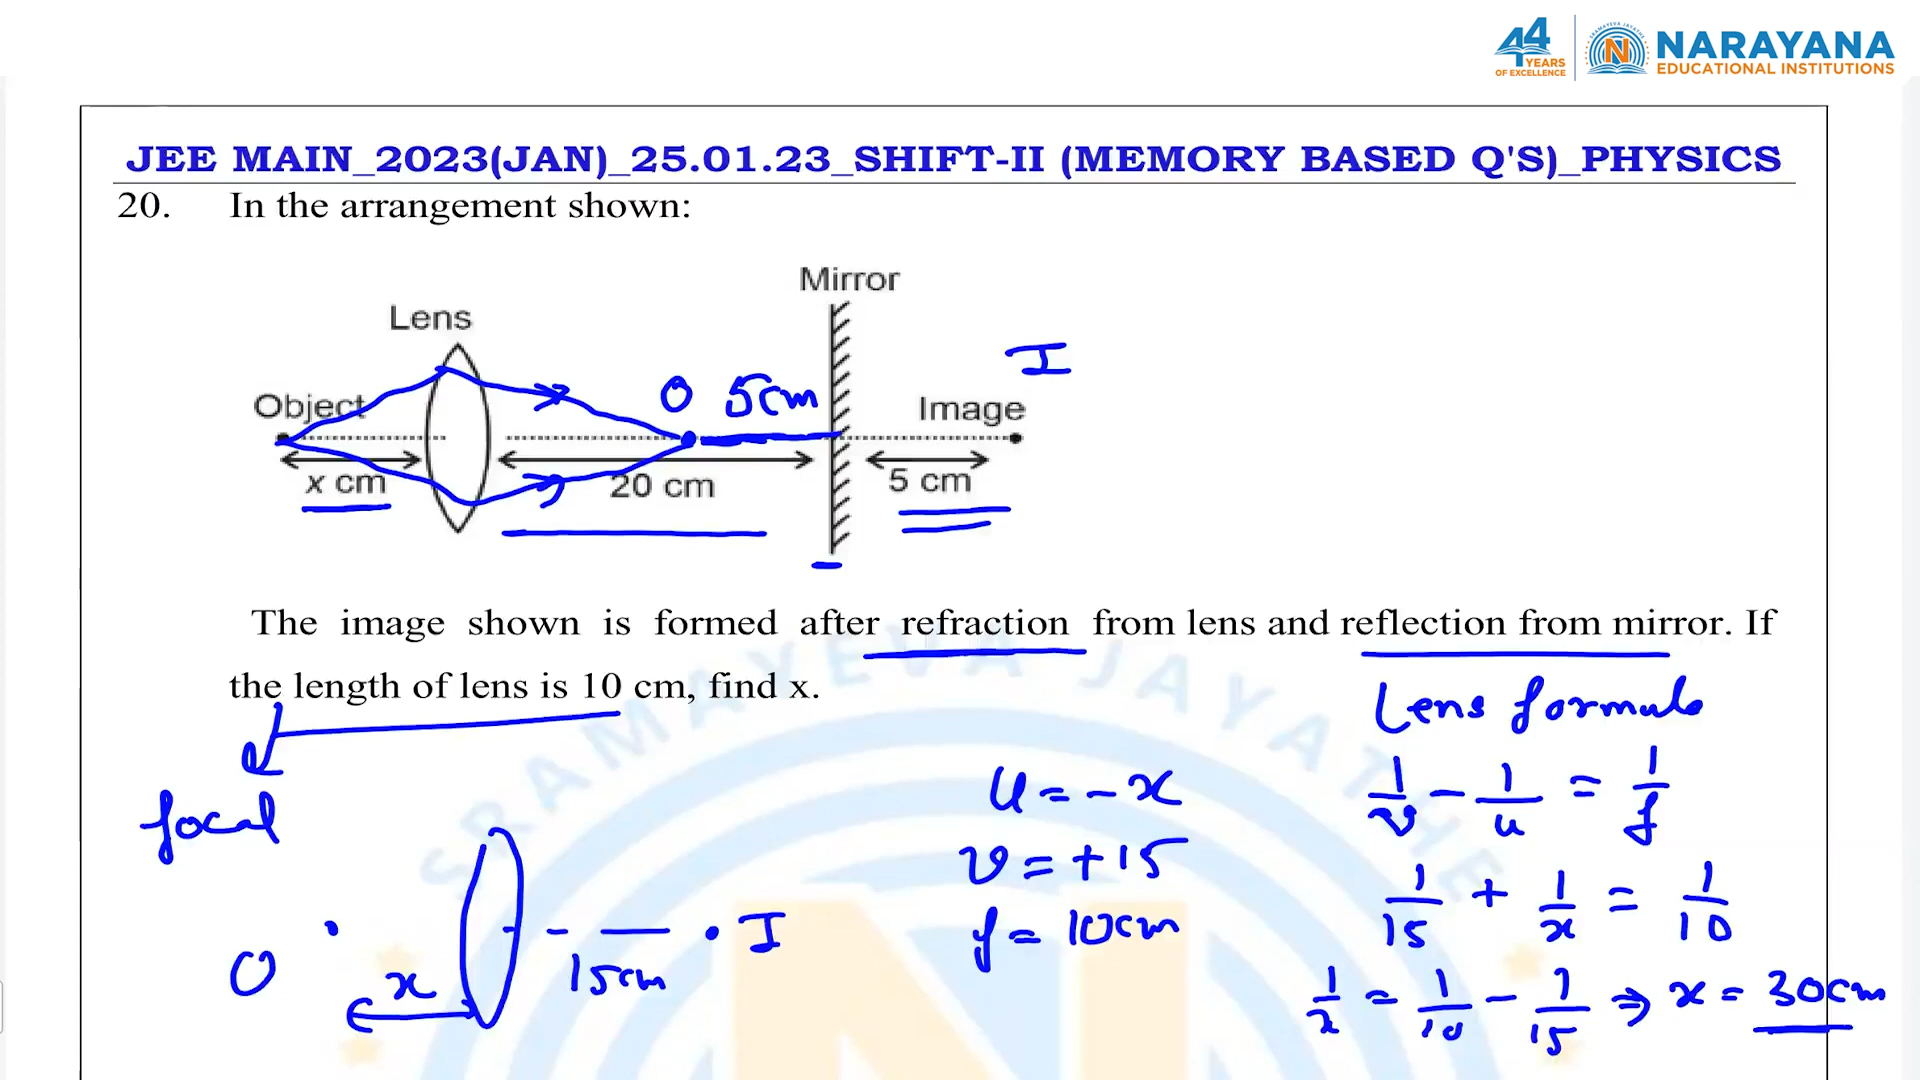 44
YEARS
OF EXCELLENCE
NARAYANA
EDUCATIONAL INSTITUTIONS
JEE MAIN_2023(JAN)_25.01.23_SHIFT-II (MEMORY BASED Q'S)_PHYSICS
20. In the arrangement shown:
Mirror
Lens
I
O 5cm
Object
Image
x cm
20 cm
5 cm
The image shown is formed after refraction from lens and reflection from mirror. If
the length of lens is 10 cm, find x.
focal
Lens formula
u = - x
1/v - 1/u = 1/f
v = +15
1/15 + 1/x = 1/10
f = 10cm
O x 15cm I
1/x = 1/10 - 1/15 ⇒ x = 30cm
SRAMAYEVA JAYATHE
N